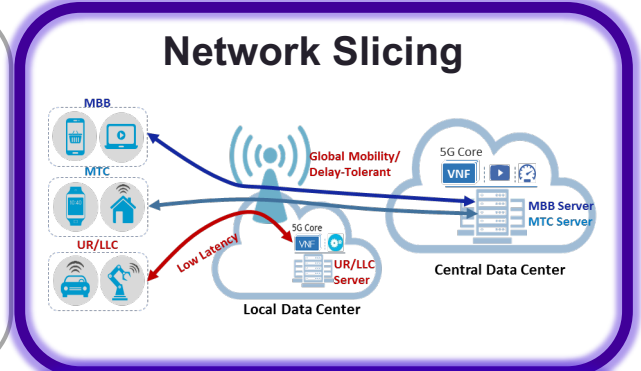 Network Slicing
MBB
MTC
UR/LLC
Global Mobility/
Delay-Tolerant
Low Latency
5G Core
VNF
UR/LLC
Server
Local Data Center
5G Core
VNF
MBB Server
MTC Server
Central Data Center